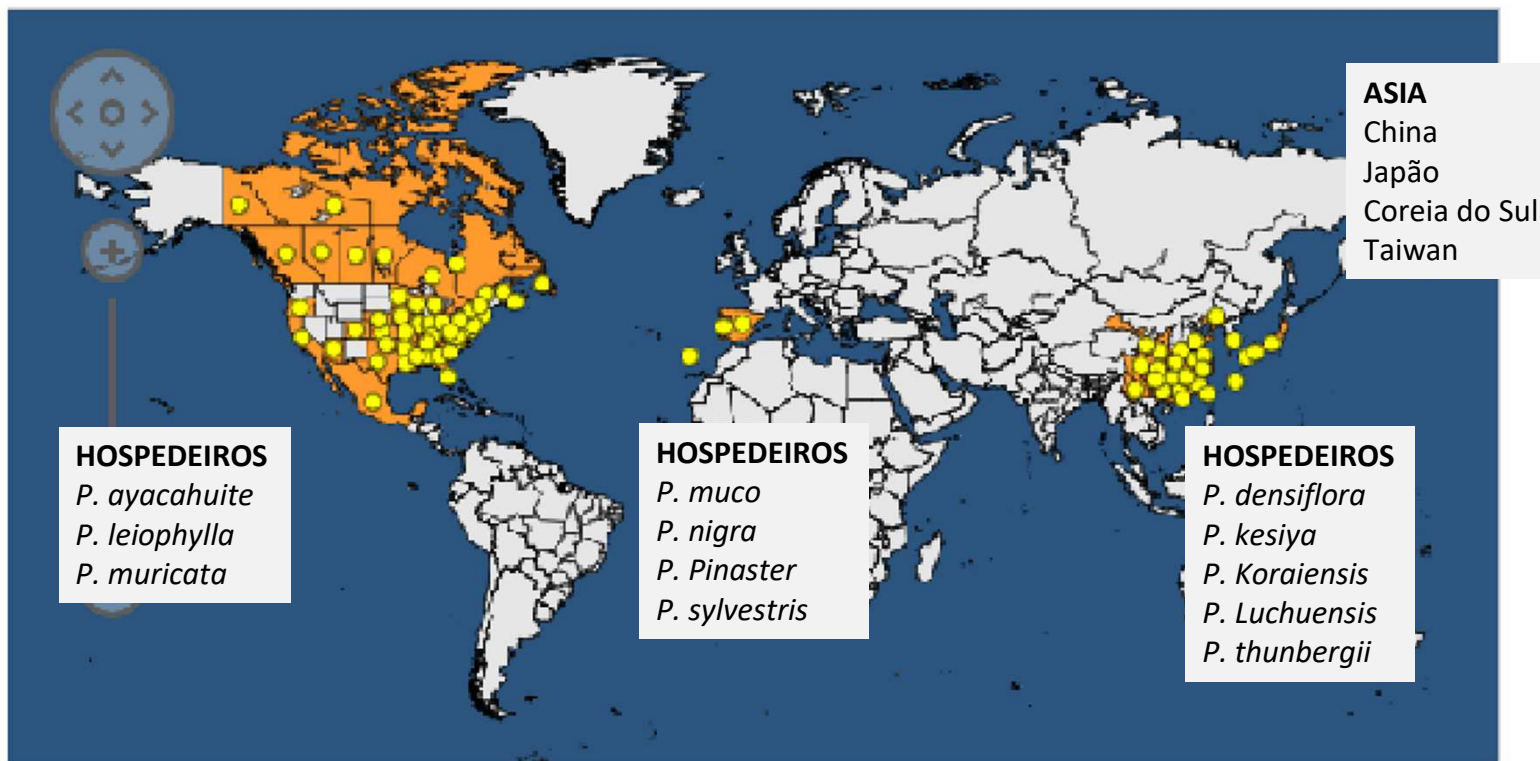 ASIA
China
Japão
Coreia do Sul
Taiwan
HOSPEDEIROS
P. ayacahuite
P. leiophylla
P. muricata
HOSPEDEIROS
P. muco
P. nigra
P. Pinaster
P. sylvestris
HOSPEDEIROS
P. densiflora
P. kesiya
P. Koraiensis
P. Luchuensis
P. thunbergii